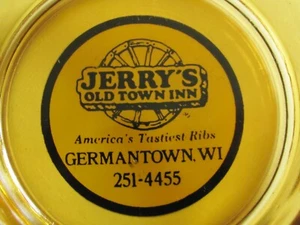 JERRY'S
OLD TOWN INN
America's Tastiest Ribs
GERMANTOWN, WI
251-4455